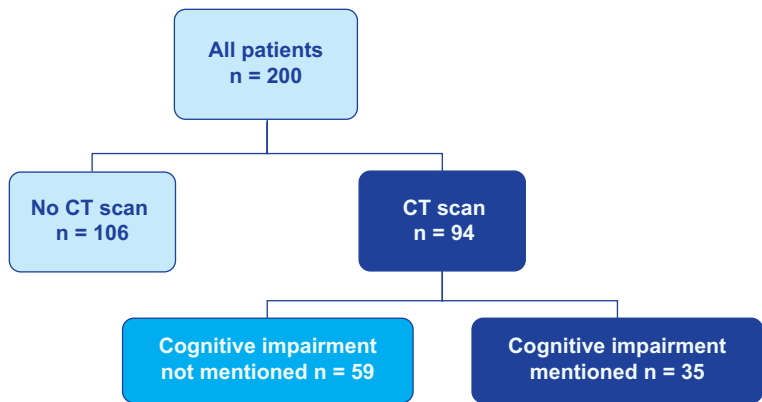 All patients
n = 200
No CT scan
n = 106
CT scan
n = 94
Cognitive impairment
not mentioned n = 59
Cognitive impairment
mentioned n = 35